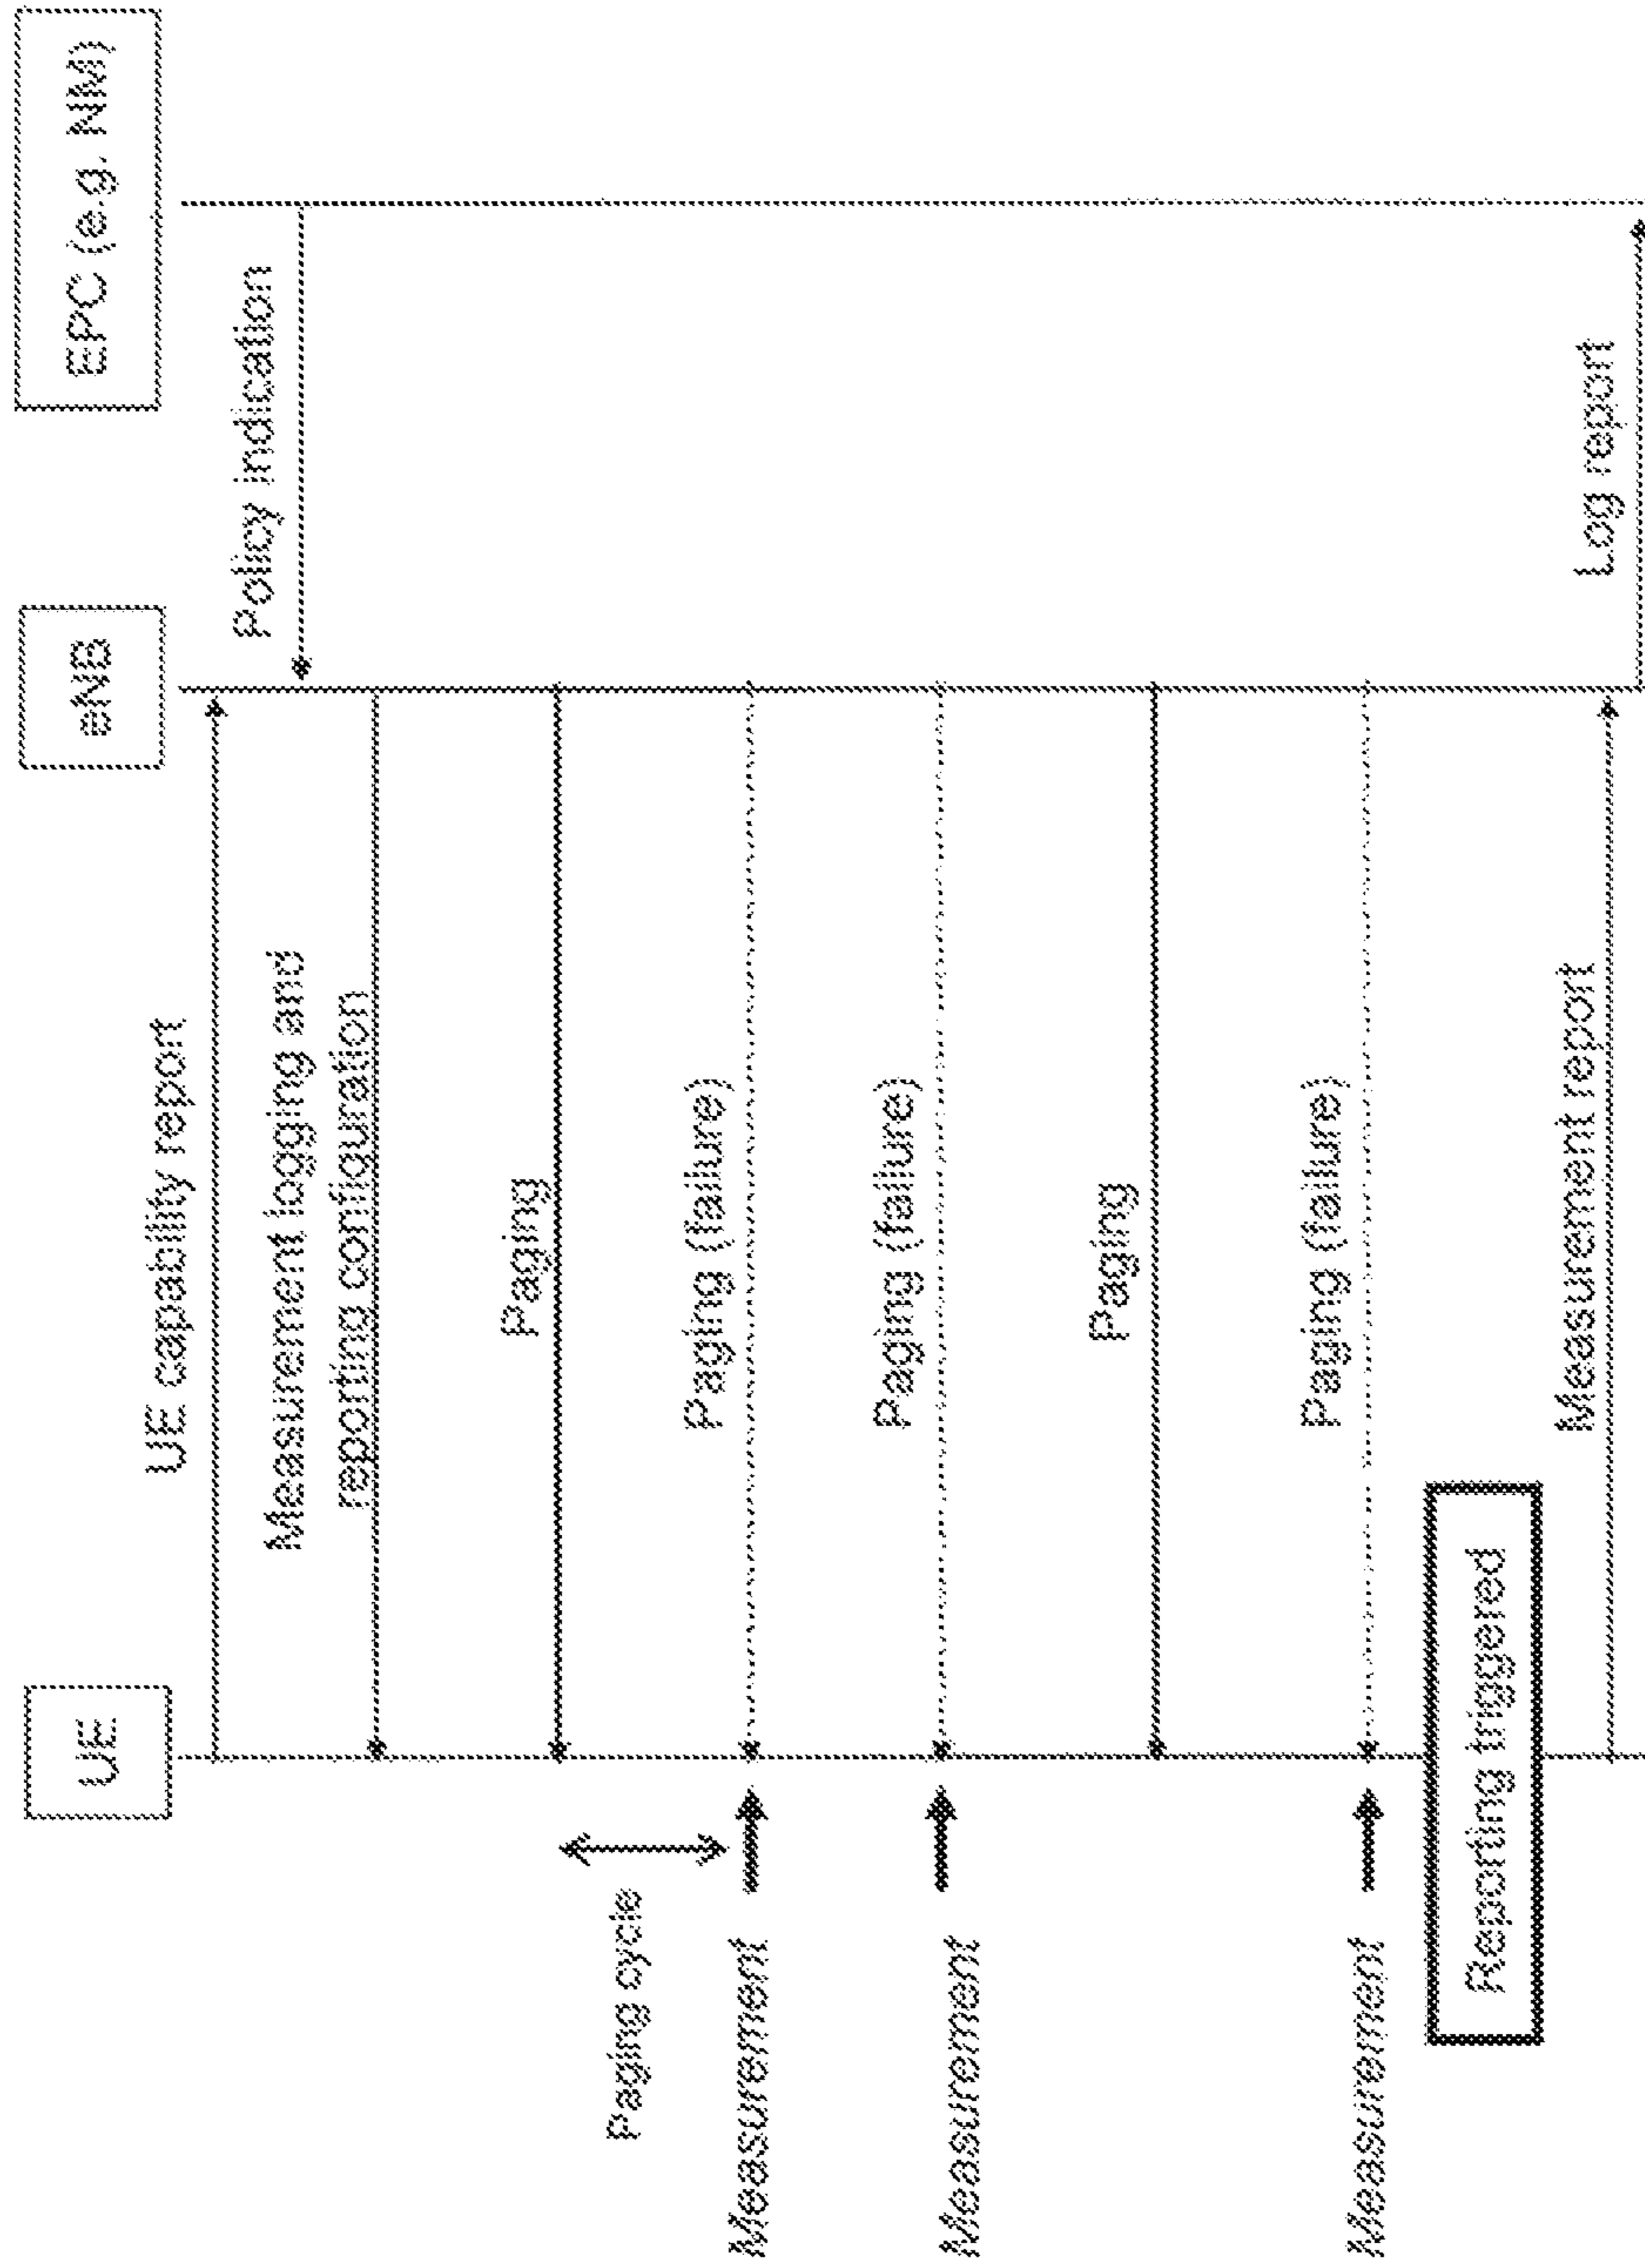 UE
eNB
EPC (e.g. NM)
UE capability report
Policy indication
Measurement logging and
reporting configuration
Paging
Paging cycle
Paging (failure)
Measurement
Paging (failure)
Measurement
Paging
Paging (failure)
Measurement
Reporting triggered
Measurement report
Log report